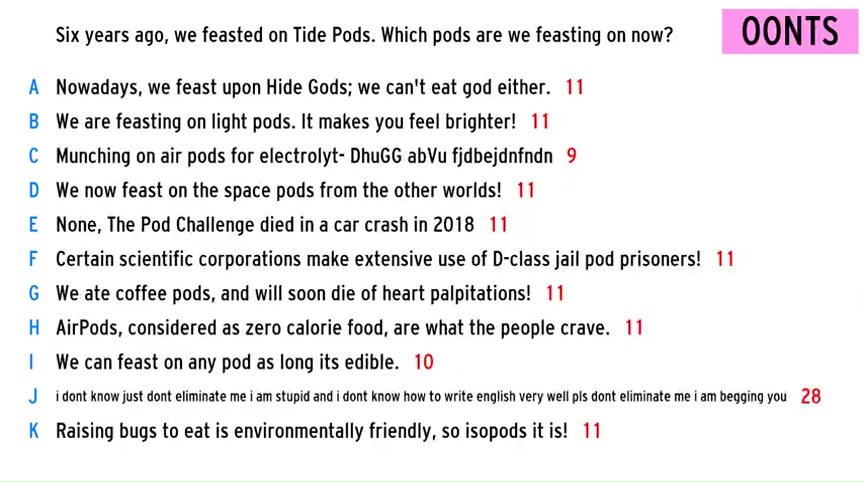 Six years ago, we feasted on Tide Pods. Which pods are we feasting on now?
OONTS
A Nowadays, we feast upon Hide Gods; we can't eat god either. 11
B We are feasting on light pods. It makes you feel brighter! 11
C Munching on air pods for electrolyt- DhuGG abVu fjdbejdnfndn 9
D We now feast on the space pods from the other worlds! 11
E None, The Pod Challenge died in a car crash in 2018 11
F Certain scientific corporations make extensive use of D-class jail pod prisoners! 11
G We ate coffee pods, and will soon die of heart palpitations! 11
H AirPods, considered as zero calorie food, are what the people crave. 11
I We can feast on any pod as long its edible. 10
J i dont know just dont eliminate me i am stupid and i dont know how to write english very well pls dont eliminate me i am begging you 28
K Raising bugs to eat is environmentally friendly, so isopods it is! 11